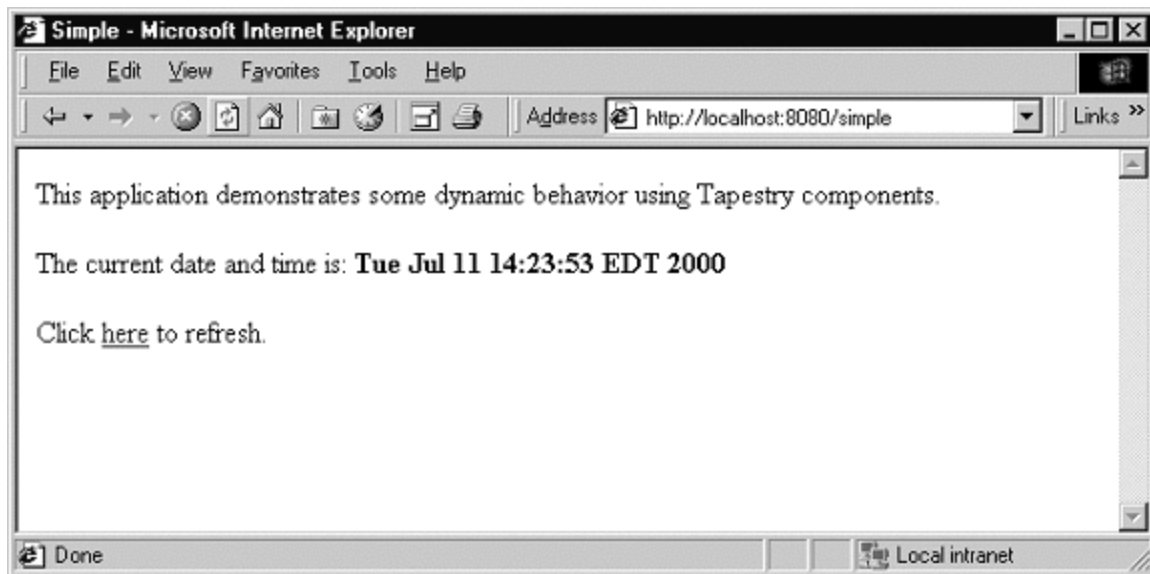 Simple - Microsoft Internet Explorer
File Edit View Favorites Tools Help
Address http://localhost:8080/simple Links »
This application demonstrates some dynamic behavior using Tapestry components.
The current date and time is: Tue Jul 11 14:23:53 EDT 2000
Click here to refresh.
Done Local intranet